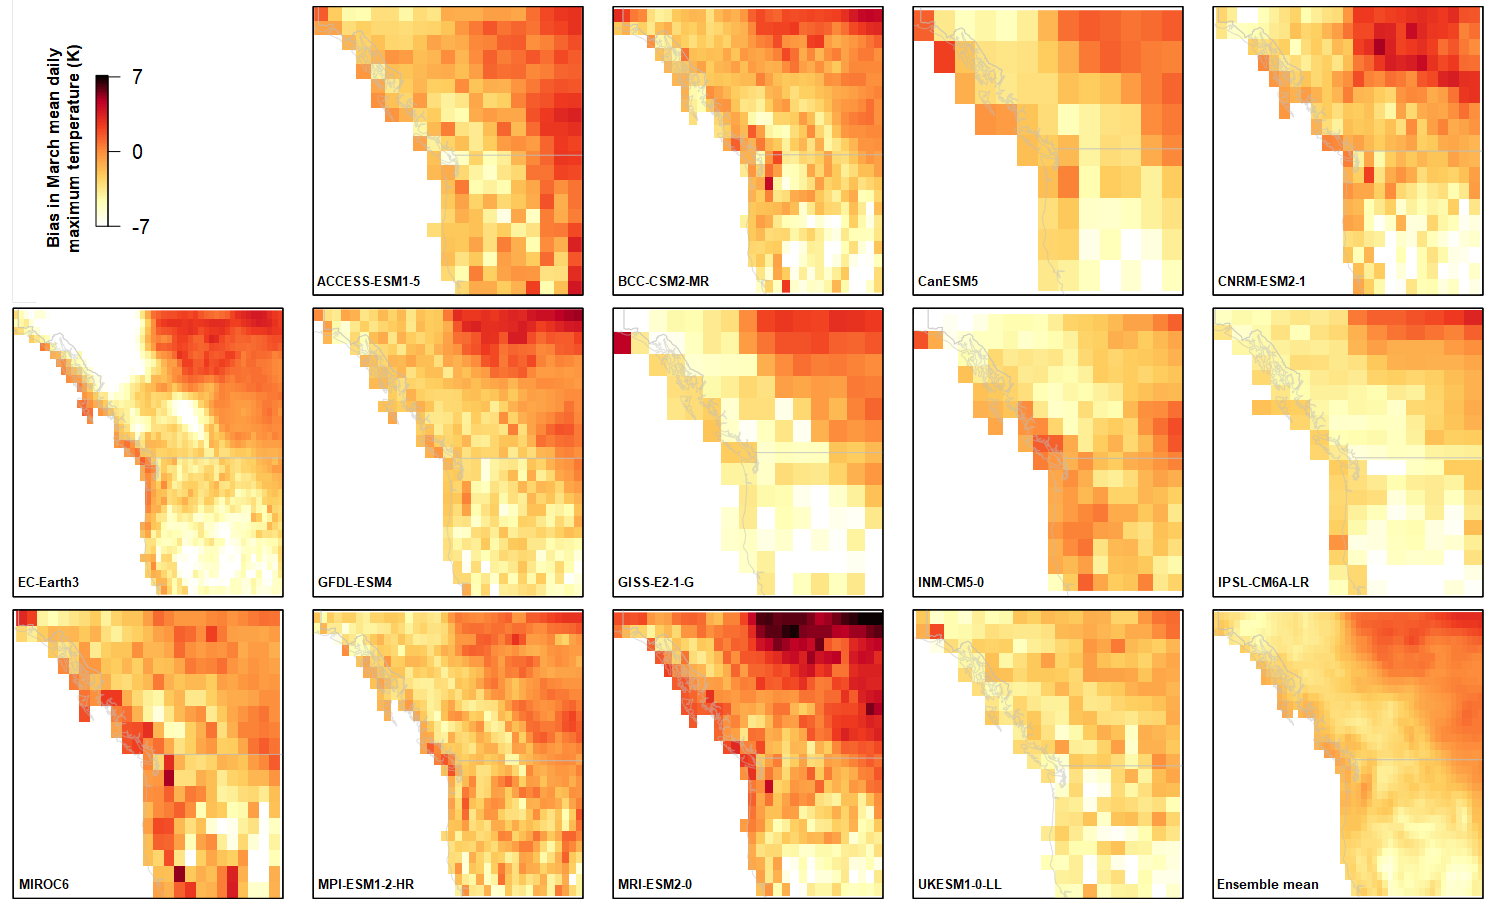 Bias in March mean daily
maximum temperature (K)
7
0
-7
ACCESS-ESM1-5
BCC-CSM2-MR
CanESM5
CNRM-ESM2-1
EC-Earth3
GFDL-ESM4
GISS-E2-1-G
INM-CM5-0
IPSL-CM6A-LR
MIROC6
MPI-ESM1-2-HR
MRI-ESM2-0
UKESM1-0-LL
Ensemble mean